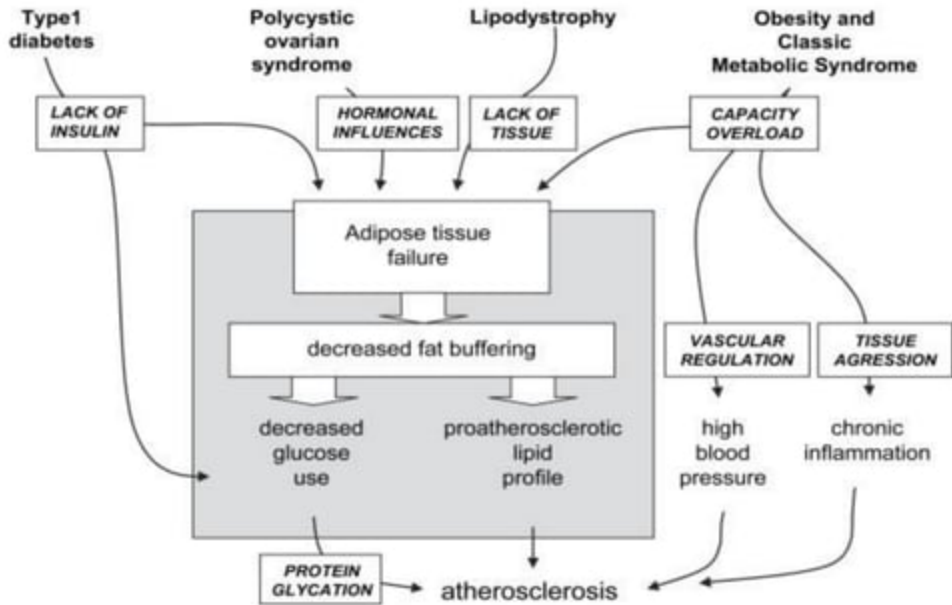 Type1
diabetes
Polycystic
ovarian
syndrome
Lipodystrophy
Obesity and
Classic
Metabolic Syndrome
LACK OF
INSULIN
HORMONAL
INFLUENCES
LACK OF
TISSUE
CAPACITY
OVERLOAD
Adipose tissue
failure
decreased fat buffering
VASCULAR
REGULATION
TISSUE
AGRESSION
decreased
glucose
use
proatherosclerotic
lipid
profile
high
blood
pressure
chronic
inflammation
PROTEIN
GLYCATION
atherosclerosis